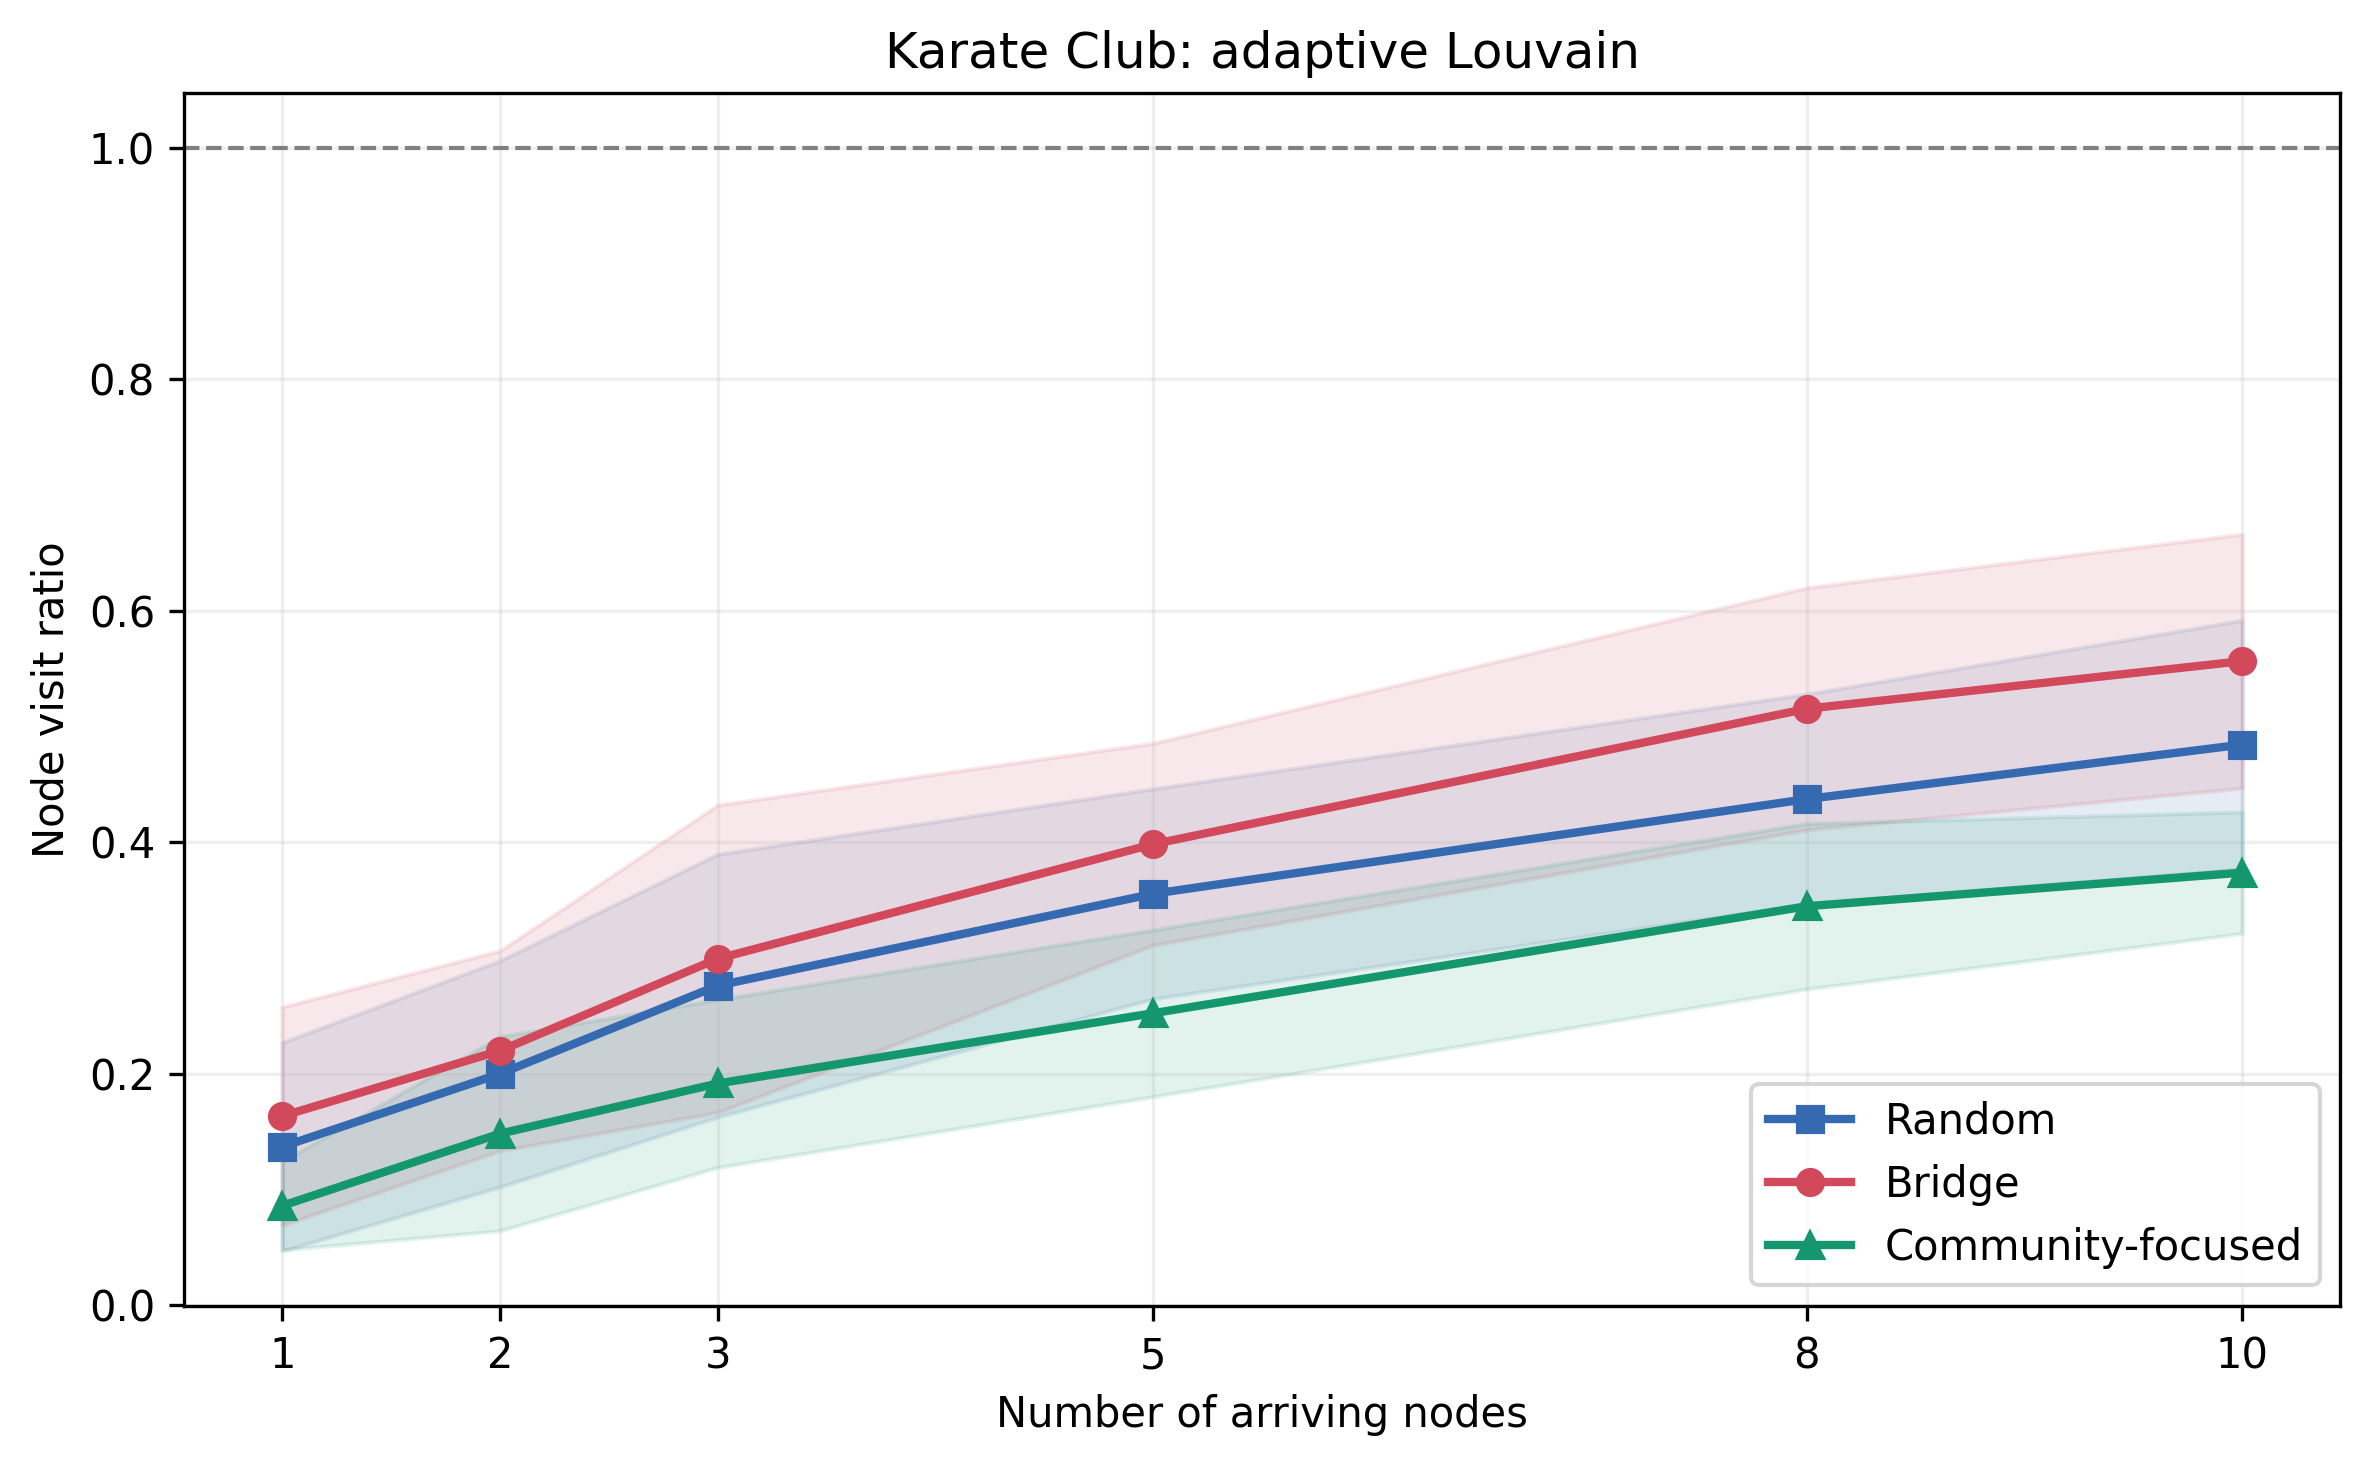 Karate Club: adaptive Louvain
Node visit ratio
1.0
0.8
0.6
0.4
0.2
0.0
1 2 3 5 8 10
Number of arriving nodes
Random
Bridge
Community-focused